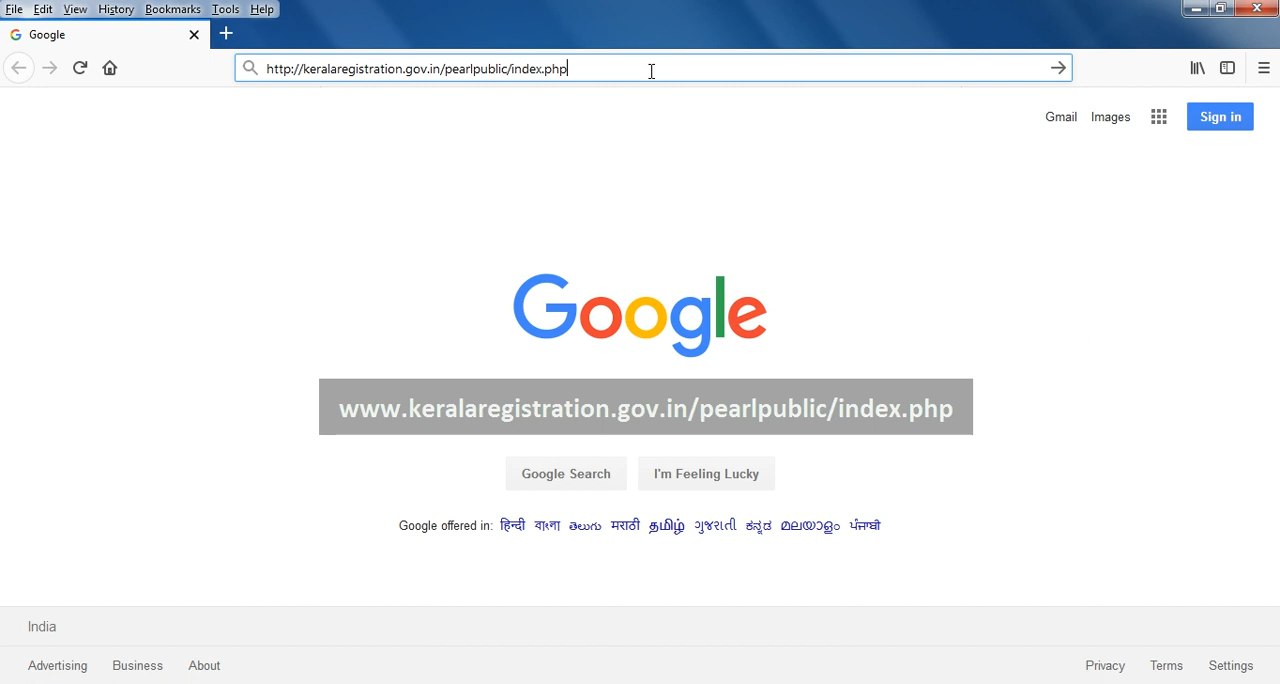 File Edit View History Bookmarks Tools Help
Google
http://keralaregistration.gov.in/pearlpublic/index.php
Gmail Images Sign in
Google
www.keralaregistration.gov.in/pearlpublic/index.php
Google Search I'm Feeling Lucky
Google offered in: हिन्दी বাংলা తెలుగు मराठी தமிழ் ગુજરાતી ಕನ್ನಡ മലയാളം ਪੰਜਾਬੀ
India
Advertising Business About Privacy Terms Settings